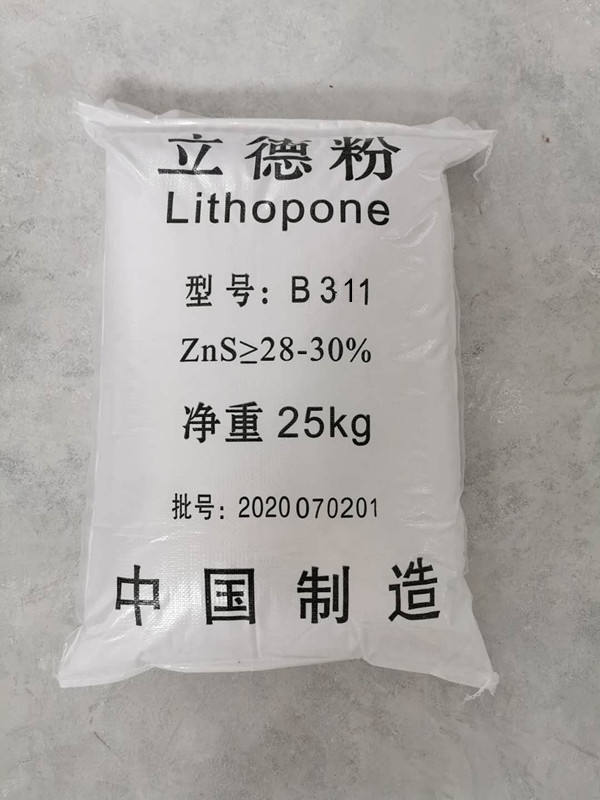 立德粉
Lithopone
型号：B311
ZnS≥28-30%
净重 25kg
批号：2020070201
中国制造